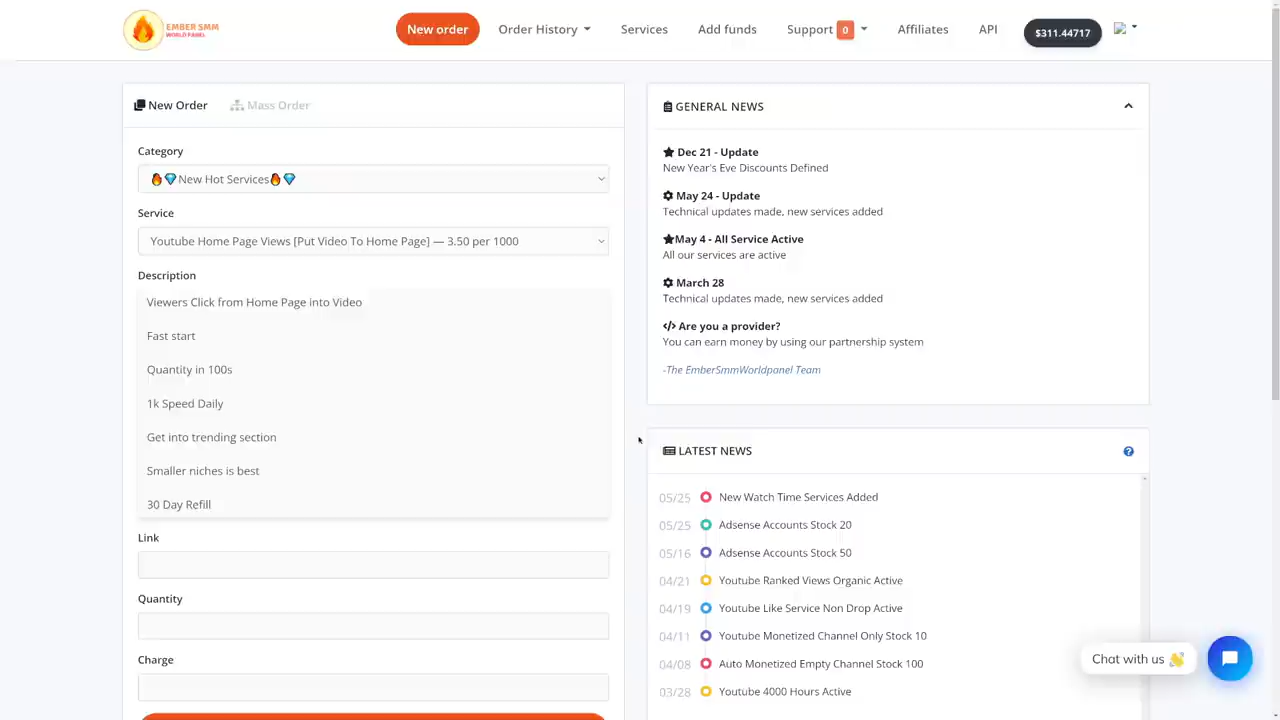 EMBER SMM
WORLD PANEL
New order
Order History
Services
Add funds
Support 0
Affiliates
API
$311.44717
New Order
Mass Order
Category
🔥💎New Hot Services🔥💎
Service
Youtube Home Page Views [Put Video To Home Page] — 3.50 per 1000
Description
Viewers Click from Home Page into Video
Fast start
Quantity in 100s
1k Speed Daily
Get into trending section
Smaller niches is best
30 Day Refill
Link
Quantity
Charge
GENERAL NEWS
Dec 21 - Update
New Year's Eve Discounts Defined
May 24 - Update
Technical updates made, new services added
May 4 - All Service Active
All our services are active
March 28
Technical updates made, new services added
</> Are you a provider?
You can earn money by using our partnership system
-The EmberSmmWorldpanel Team
LATEST NEWS
05/25 New Watch Time Services Added
05/25 Adsense Accounts Stock 20
05/16 Adsense Accounts Stock 50
04/21 Youtube Ranked Views Organic Active
04/19 Youtube Like Service Non Drop Active
04/11 Youtube Monetized Channel Only Stock 10
04/08 Auto Monetized Empty Channel Stock 100
03/28 Youtube 4000 Hours Active
Chat with us 👋